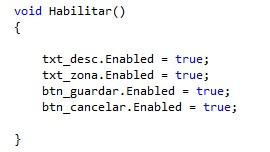 void Habilitar()
{
txt_desc.Enabled = true;
txt_zona.Enabled = true;
btn_guardar.Enabled = true;
btn_cancelar.Enabled = true;
}